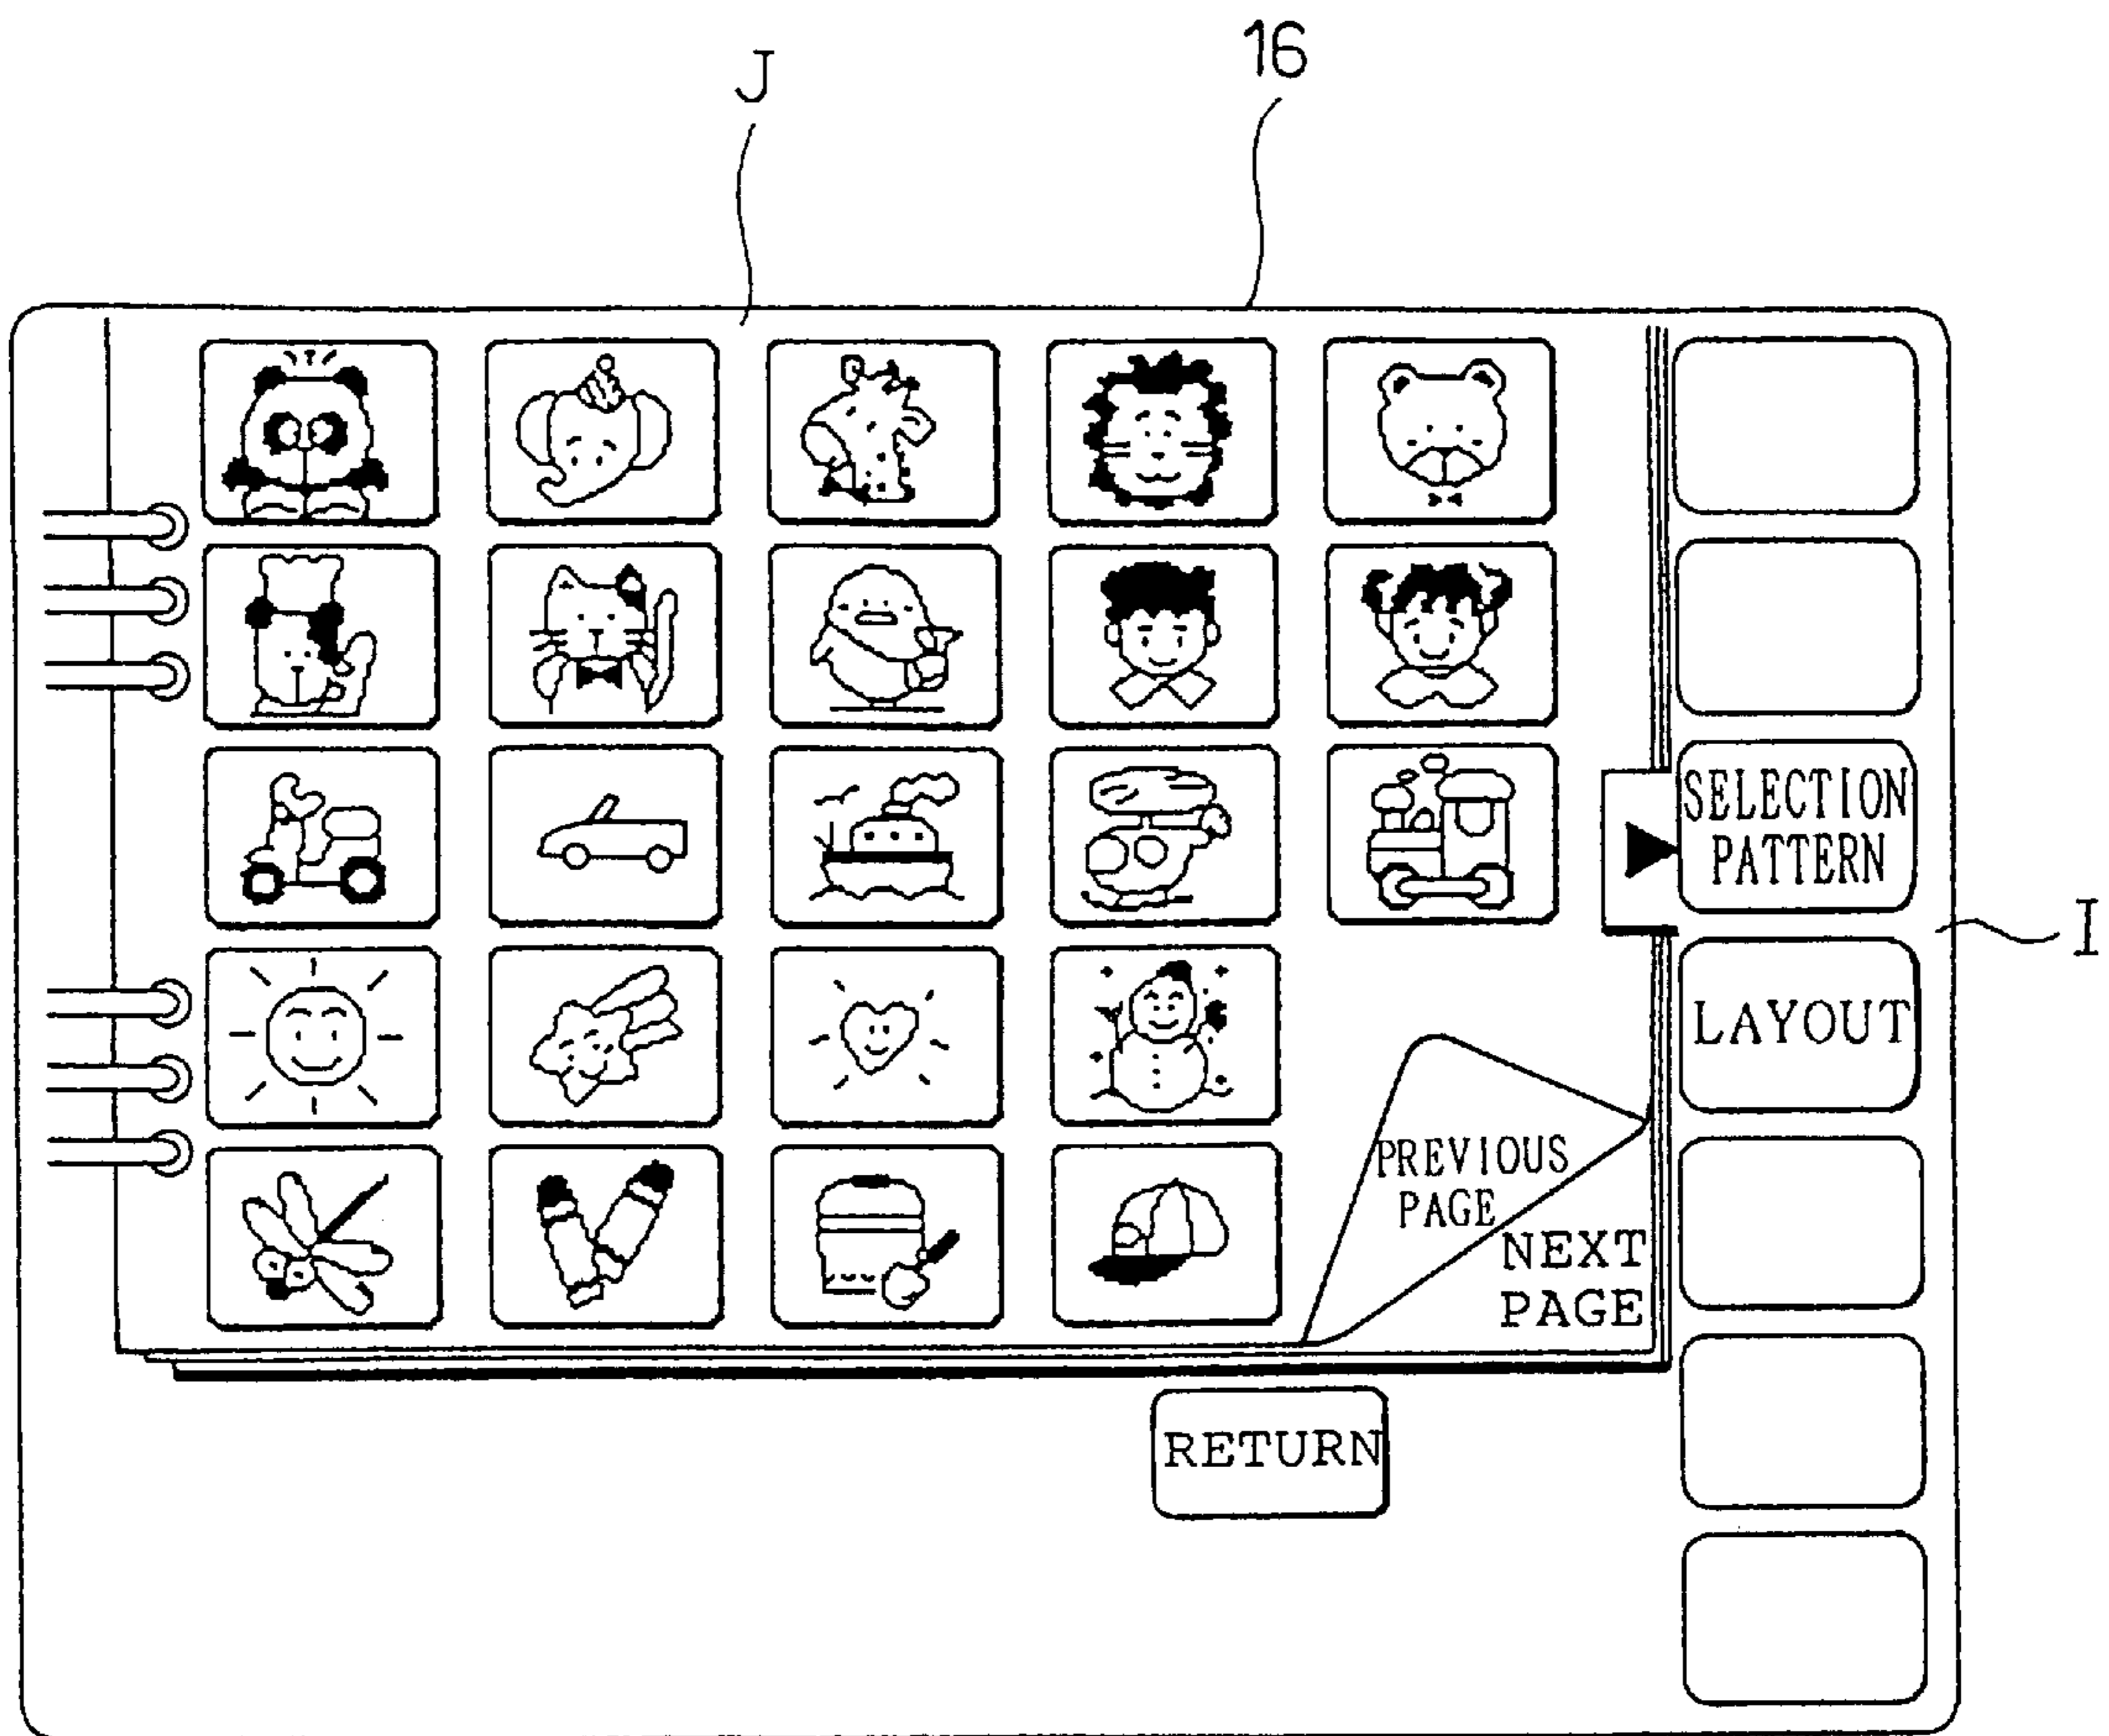 J
16
SELECTION
PATTERN
I
LAYOUT
PREVIOUS
PAGE
NEXT
PAGE
RETURN